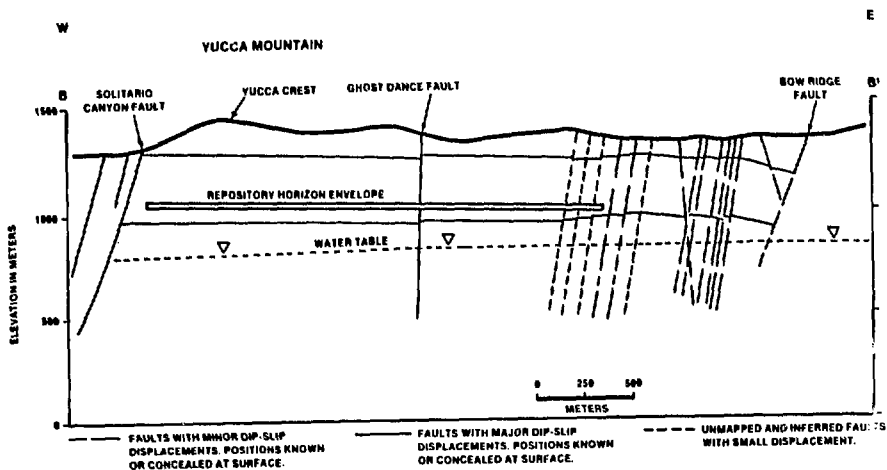 W
E
YUCCA MOUNTAIN
B
SOLITARIO
CANYON FAULT
YUCCA CREST
GHOST DANCE FAULT
BOW RIDGE
FAULT
B'
1500
REPOSITORY HORIZON ENVELOPE
1000
WATER TABLE
ELEVATION IN METERS
500
0 250 500
METERS
0
FAULTS WITH MINOR DIP-SLIP
DISPLACEMENTS. POSITIONS KNOWN
OR CONCEALED AT SURFACE.
FAULTS WITH MAJOR DIP-SLIP
DISPLACEMENTS. POSITIONS KNOWN
OR CONCEALED AT SURFACE.
UNMAPPED AND INFERRED FAULTS
WITH SMALL DISPLACEMENT.